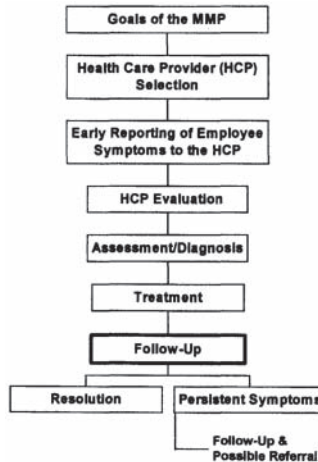 Goals of the MMP
Health Care Provider (HCP)
Selection
Early Reporting of Employee
Symptoms to the HCP
HCP Evaluation
Assessment/Diagnosis
Treatment
Follow-Up
Resolution
Persistent Symptoms
Follow-Up &
Possible Referral